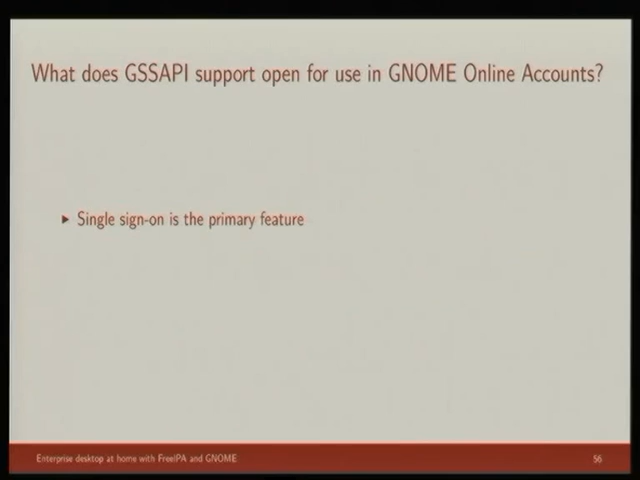 What does GSSAPI support open for use in GNOME Online Accounts?
▶ Single sign-on is the primary feature
Enterprise desktop at home with FreeIPA and GNOME
56